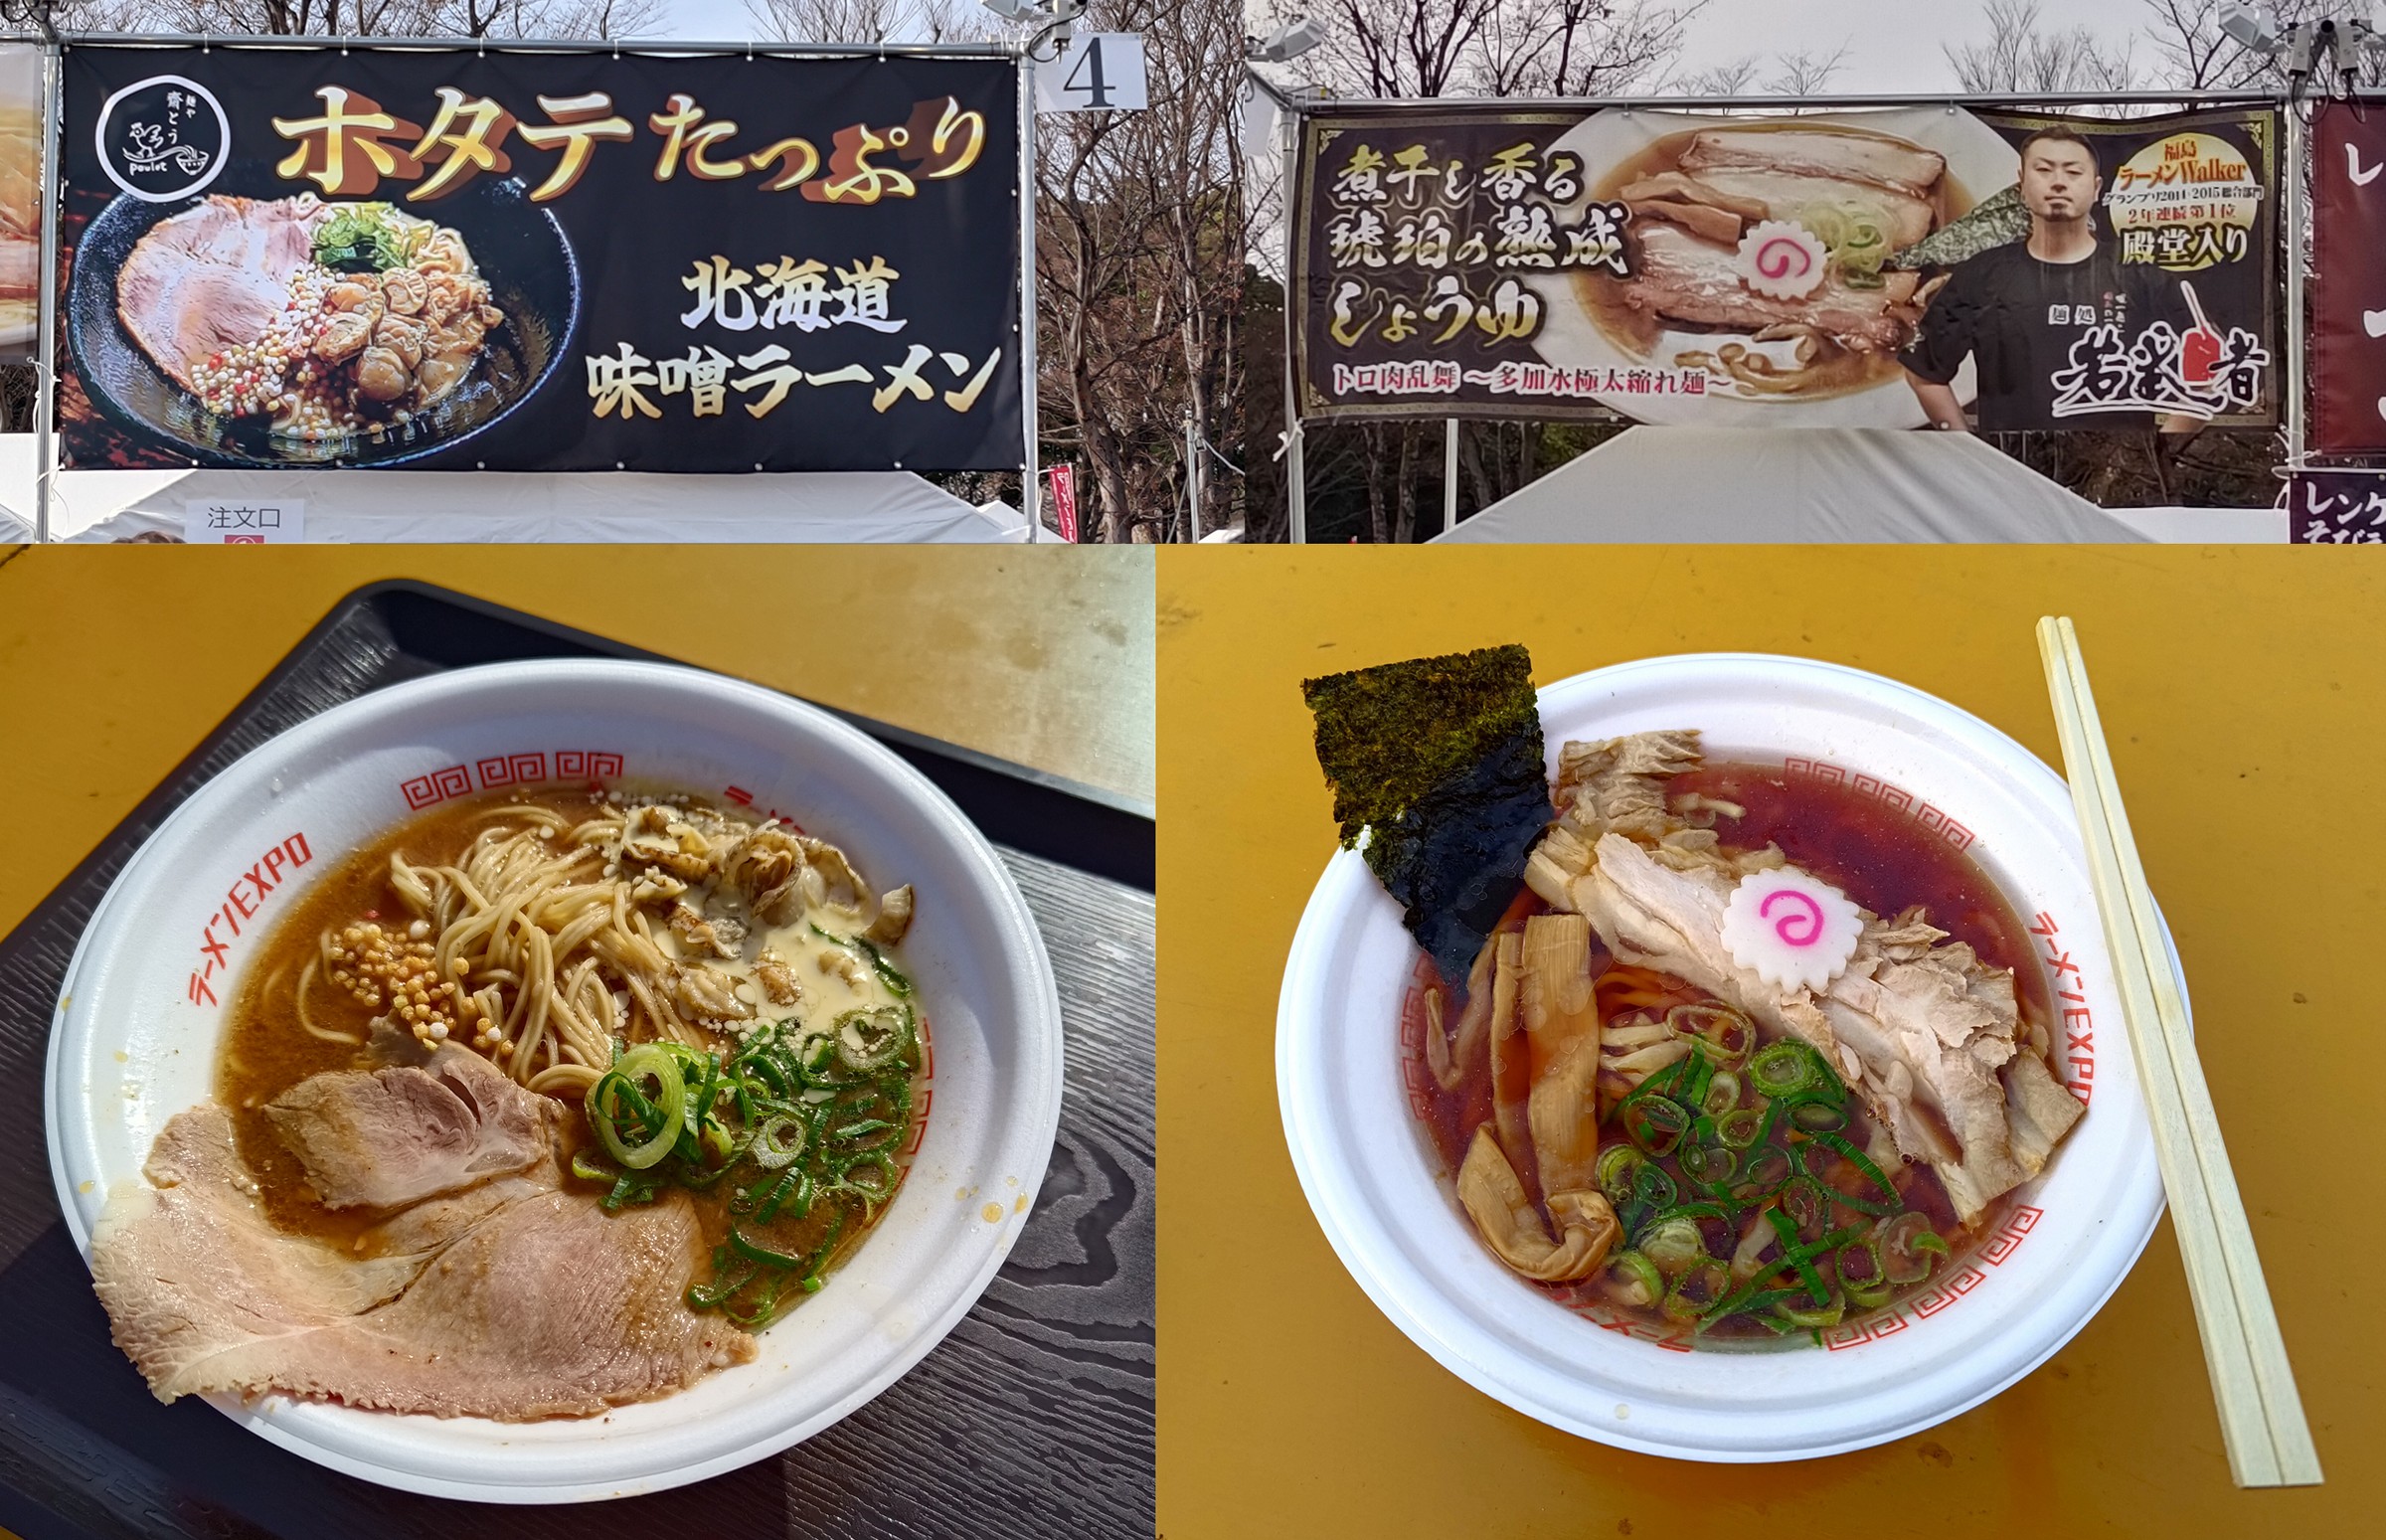 麺や
齋とう
poulet
ホタテたっぷり
北海道
味噌ラーメン
4
注文口
煮干し香る
琥珀の熟成
しょうゆ
トロ肉乱舞 〜多加水極太縮れ麺〜
福島
ラーメンWalker
グランプリ2014・2015総合部門
2年連続第1位
殿堂入り
麺処
若武者
レ
レンゲ
ラーメンEXPO
ラーメンEXPO